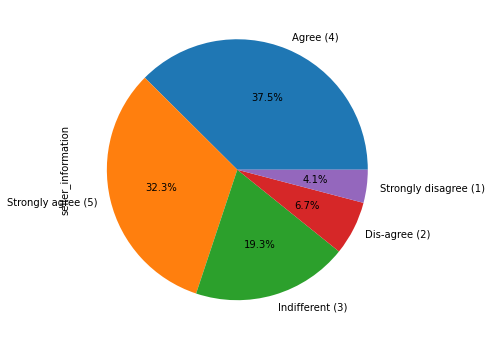 Agree (4)
37.5%
seller_information
Strongly agree (5)
32.3%
4.1%
Strongly disagree (1)
6.7%
Dis-agree (2)
19.3%
Indifferent (3)